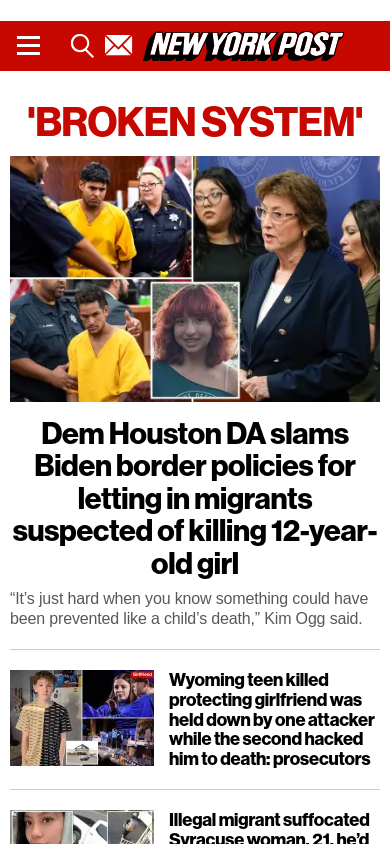 NEW YORK POST
'BROKEN SYSTEM'
Dem Houston DA slams
Biden border policies for
letting in migrants
suspected of killing 12-year-
old girl
“It’s just hard when you know something could have
been prevented like a child’s death,” Kim Ogg said.
Girlfriend
Wyoming teen killed
protecting girlfriend was
held down by one attacker
while the second hacked
him to death: prosecutors
Illegal migrant suffocated
Syracuse woman, 21, he’d